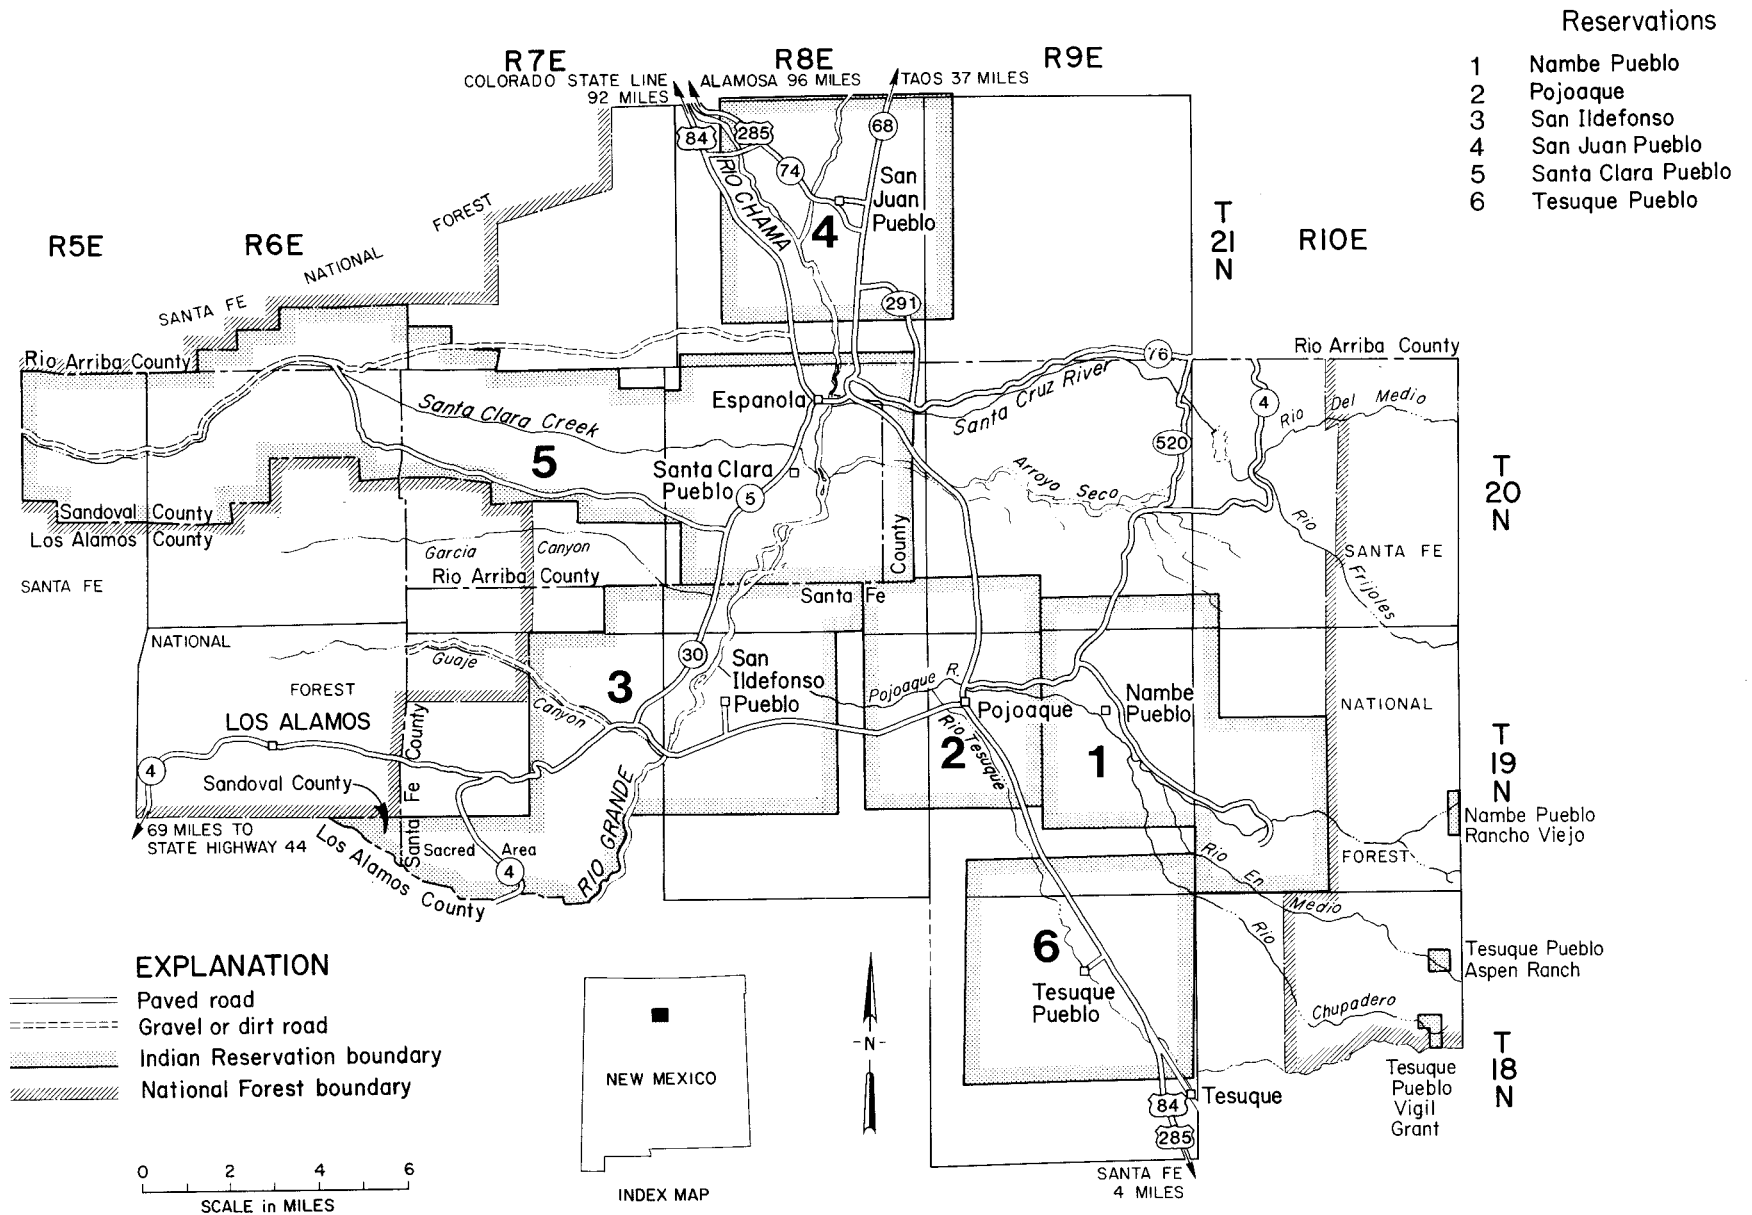 Reservations
1 Nambe Pueblo
2 Pojoaque
3 San Ildefonso
4 San Juan Pueblo
5 Santa Clara Pueblo
6 Tesuque Pueblo
R7E
R8E
R9E
COLORADO STATE LINE
92 MILES
ALAMOSA 96 MILES
TAOS 37 MILES
84
285
68
74
RIO CHAMA
San
Juan
Pueblo
4
291
T
21
N
R10E
R5E
R6E
SANTA FE
NATIONAL
FOREST
Rio Arriba County
Rio Arriba County
76
Santa Cruz River
Espanola
Santa Clara Creek
5
Santa Clara
Pueblo
5
520
4
Rio Del Medio
Arroyo Seco
T
20
N
Sandoval County
Los Alamos County
SANTA FE
Garcia Canyon
Rio Arriba County
County
Santa Fe
Rio
Frijoles
SANTA FE
NATIONAL
FOREST
Guaje
Canyon
30
3
San
Ildefonso
Pueblo
Pojoaque R.
Pojoaque
Rio Tesuque
2
Nambe
Pueblo
1
NATIONAL
LOS ALAMOS
Santa Fe County
4
Sandoval County
69 MILES TO
STATE HIGHWAY 44
Los Alamos County
Sacred Area
4
RIO GRANDE
T
19
N
Nambe Pueblo
Rancho Viejo
FOREST
Rio En Medio
Rio
Chupadero
6
Tesuque
Pueblo
Tesuque Pueblo
Aspen Ranch
T
18
N
Tesuque
Pueblo
Vigil
Grant
Tesuque
84
285
SANTA FE
4 MILES
EXPLANATION
Paved road
Gravel or dirt road
Indian Reservation boundary
National Forest boundary
0 2 4 6
SCALE in MILES
NEW MEXICO
INDEX MAP
-N-